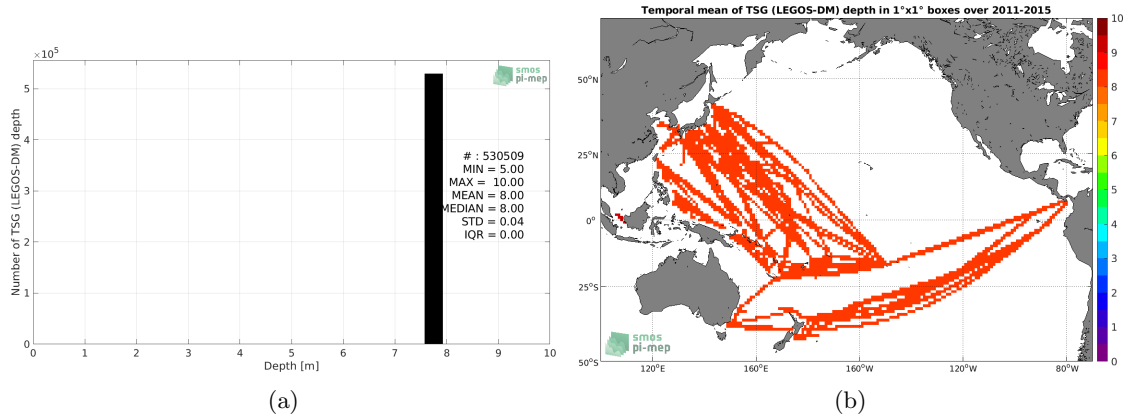 ×10⁵
5
4
3
2
1
0
Number of TSG (LEGOS-DM) depth
smos
pi-mep
# : 530509
MIN = 5.00
MAX = 10.00
MEAN = 8.00
MEDIAN = 8.00
STD = 0.04
IQR = 0.00
0 1 2 3 4 5 6 7 8 9 10
Depth [m]
(a)
Temporal mean of TSG (LEGOS-DM) depth in 1°x1° boxes over 2011-2015
50°N
25°N
0°
25°S
50°S
120°E 160°E 160°W 120°W 80°W
smos
pi-mep
10
9
8
7
6
5
4
3
2
1
0
(b)